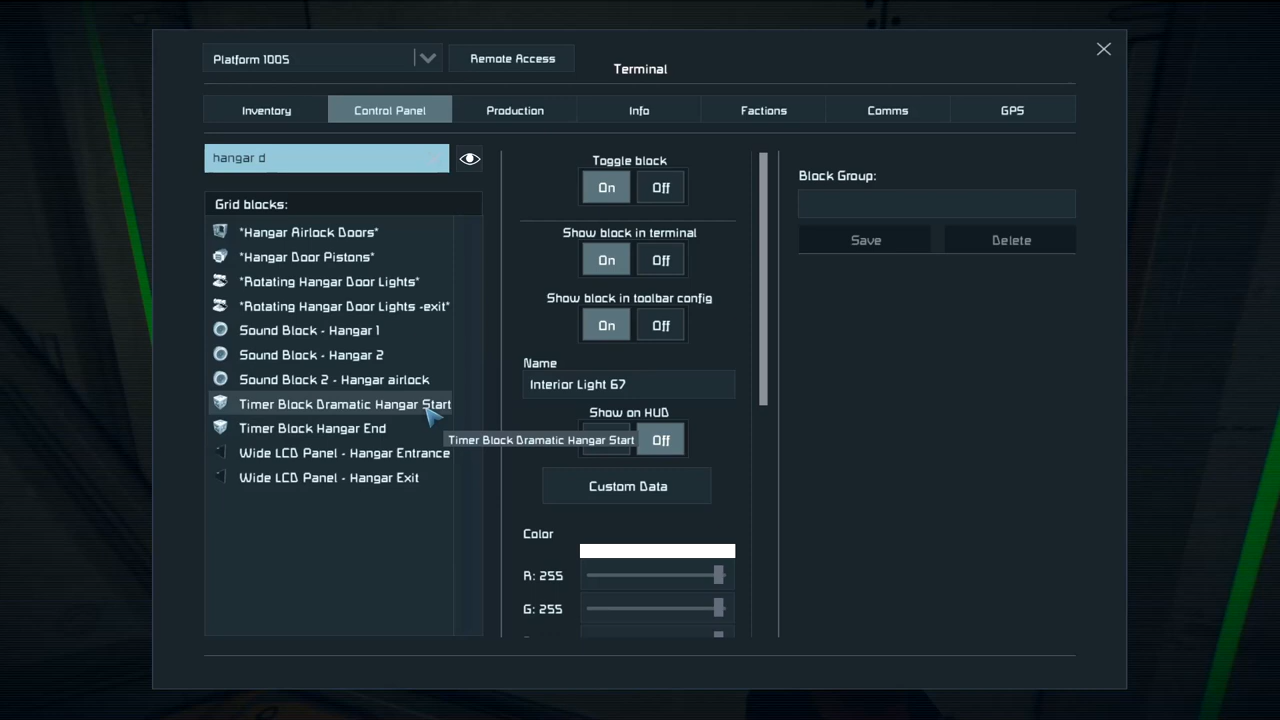 Platform 1005
Remote Access
Terminal
Inventory
Control Panel
Production
Info
Factions
Comms
GPS
hangar d
Grid blocks:
*Hangar Airlock Doors*
*Hangar Door Pistons*
*Rotating Hangar Door Lights*
*Rotating Hangar Door Lights -exit*
Sound Block - Hangar 1
Sound Block - Hangar 2
Sound Block 2 - Hangar airlock
Timer Block Dramatic Hangar Start
Timer Block Hangar End
Wide LCD Panel - Hangar Entrance
Wide LCD Panel - Hangar Exit
Timer Block Dramatic Hangar Start
Toggle block
On Off
Show block in terminal
On Off
Show block in toolbar config
On Off
Name
Interior Light 67
Show on HUD
Off
Custom Data
Color
R: 255
G: 255
Block Group:
Save
Delete